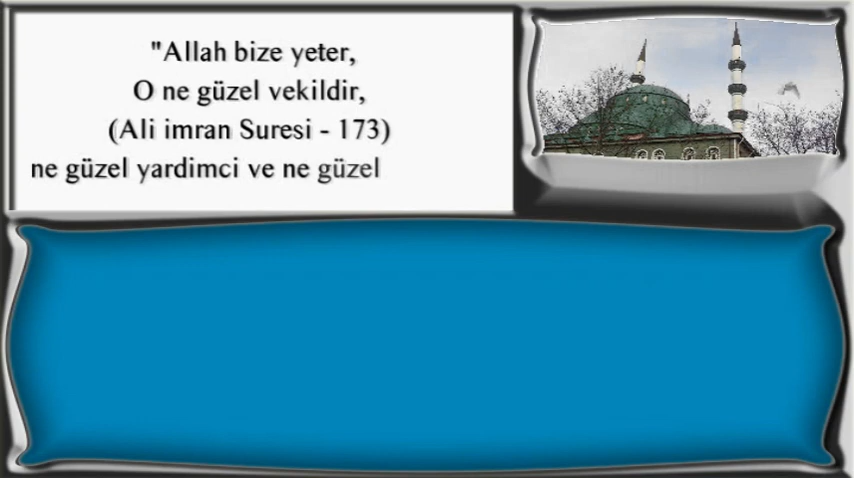 "Allah bize yeter,
O ne güzel vekildir,
(Ali imran Suresi - 173)
ne güzel yardimci ve ne güzel